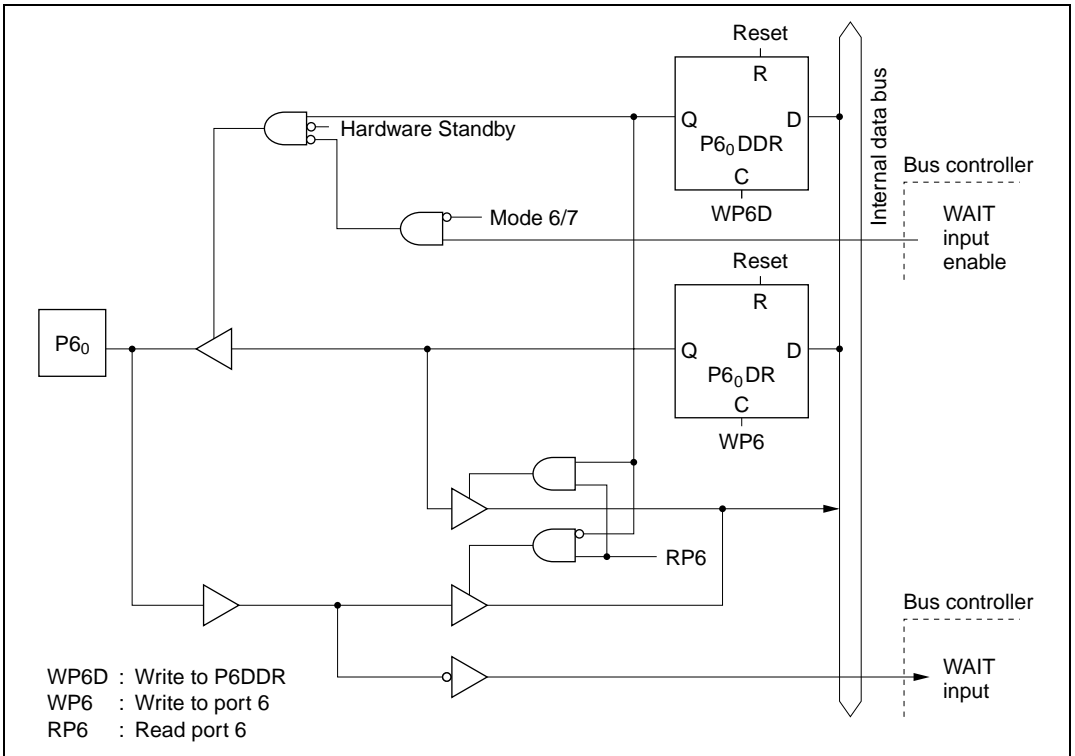 Reset
R
Hardware Standby
Q
D
P6₀DDR
C
WP6D
Internal data bus
Bus controller
WAIT
input
enable
Mode 6/7
Reset
R
P6₀
Q
D
P6₀DR
C
WP6
RP6
Bus controller
WAIT
input
WP6D : Write to P6DDR
WP6 : Write to port 6
RP6 : Read port 6